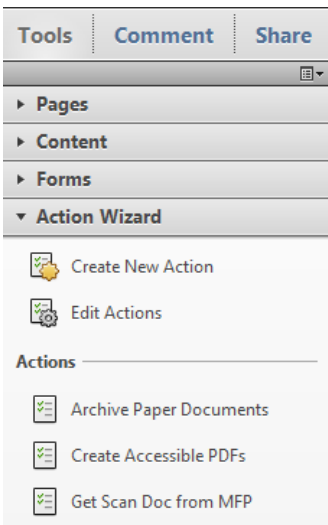 Tools Comment Share
Pages
Content
Forms
Action Wizard
Create New Action
Edit Actions
Actions
Archive Paper Documents
Create Accessible PDFs
Get Scan Doc from MFP